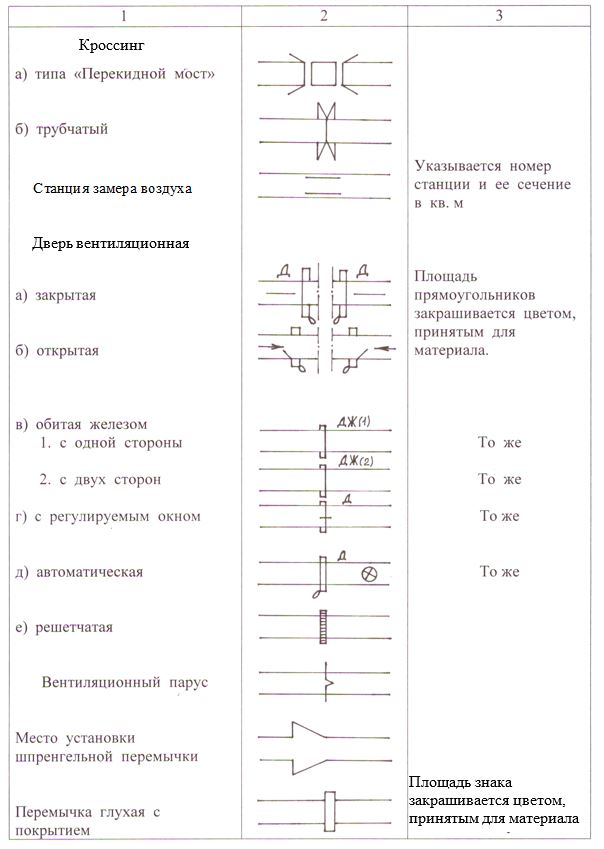 1 2 3
Кроссинг
а) типа «Перекидной мост»
б) трубчатый
Станция замера воздуха
Указывается номер
станции и ее сечение
в кв. м
Дверь вентиляционная
Д Д
а) закрытая
Площадь
прямоугольников
закрашивается цветом,
принятым для
материала.
б) открытая
в) обитая железом
ДЖ(1)
1. с одной стороны
То же
ДЖ(2)
2. с двух сторон
То же
Д
г) с регулируемым окном
То же
Д
д) автоматическая
То же
е) решетчатая
Вентиляционный парус
Место установки
шпренгельной перемычки
Перемычка глухая с
покрытием
Площадь знака
закрашивается цветом,
принятым для материала